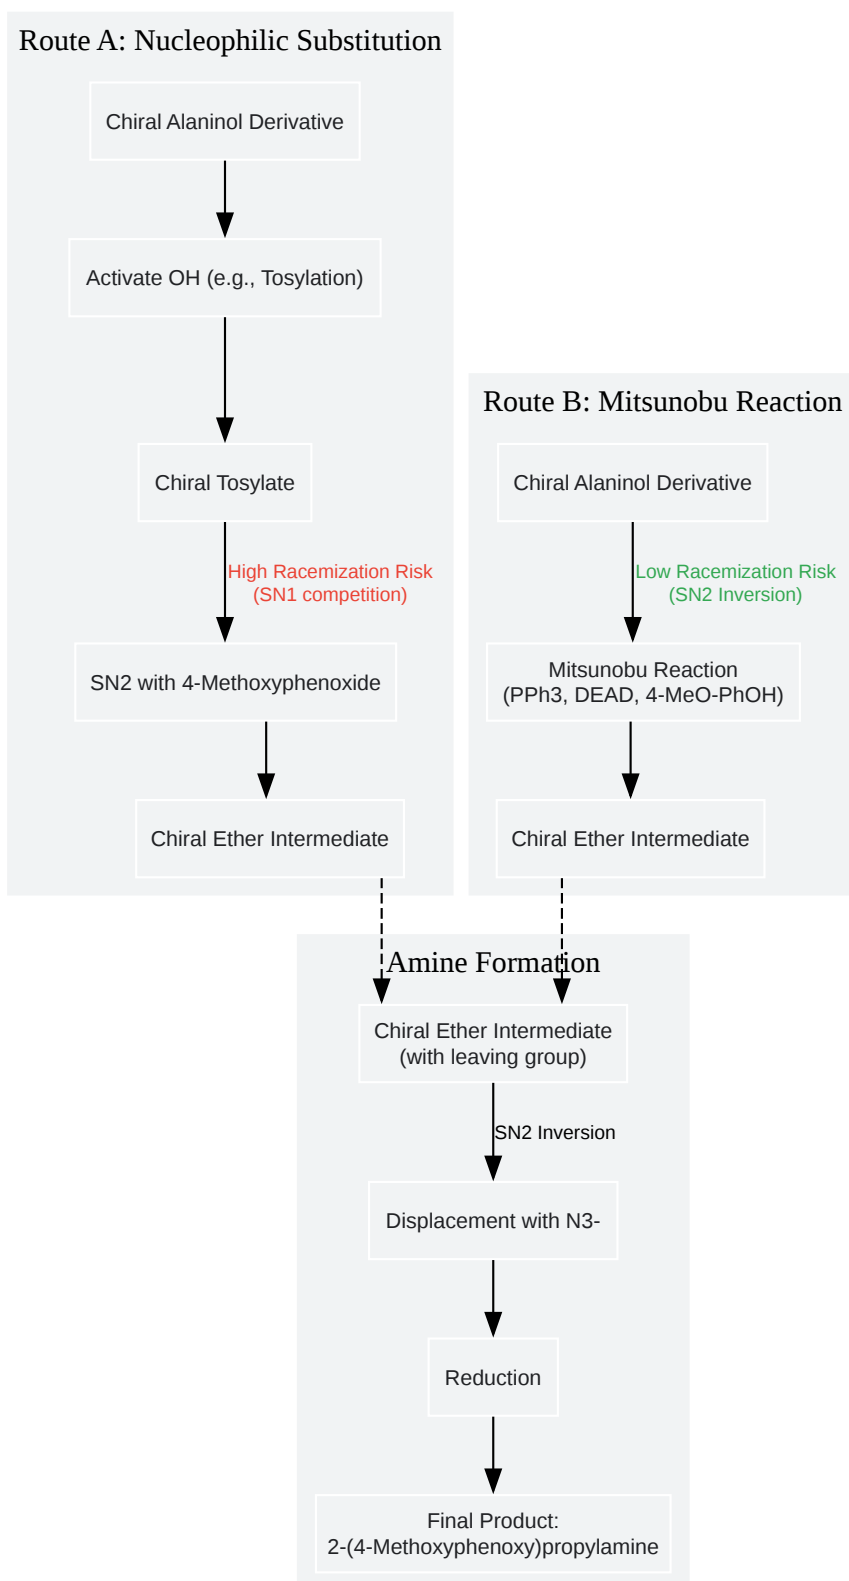 Route A: Nucleophilic Substitution
Chiral Alaninol Derivative
Activate OH (e.g., Tosylation)
Chiral Tosylate
High Racemization Risk
(SN1 competition)
SN2 with 4-Methoxyphenoxide
Chiral Ether Intermediate
Route B: Mitsunobu Reaction
Chiral Alaninol Derivative
Low Racemization Risk
(SN2 Inversion)
Mitsunobu Reaction
(PPh3, DEAD, 4-MeO-PhOH)
Chiral Ether Intermediate
Amine Formation
Chiral Ether Intermediate
(with leaving group)
SN2 Inversion
Displacement with N3-
Reduction
Final Product:
2-(4-Methoxyphenoxy)propylamine